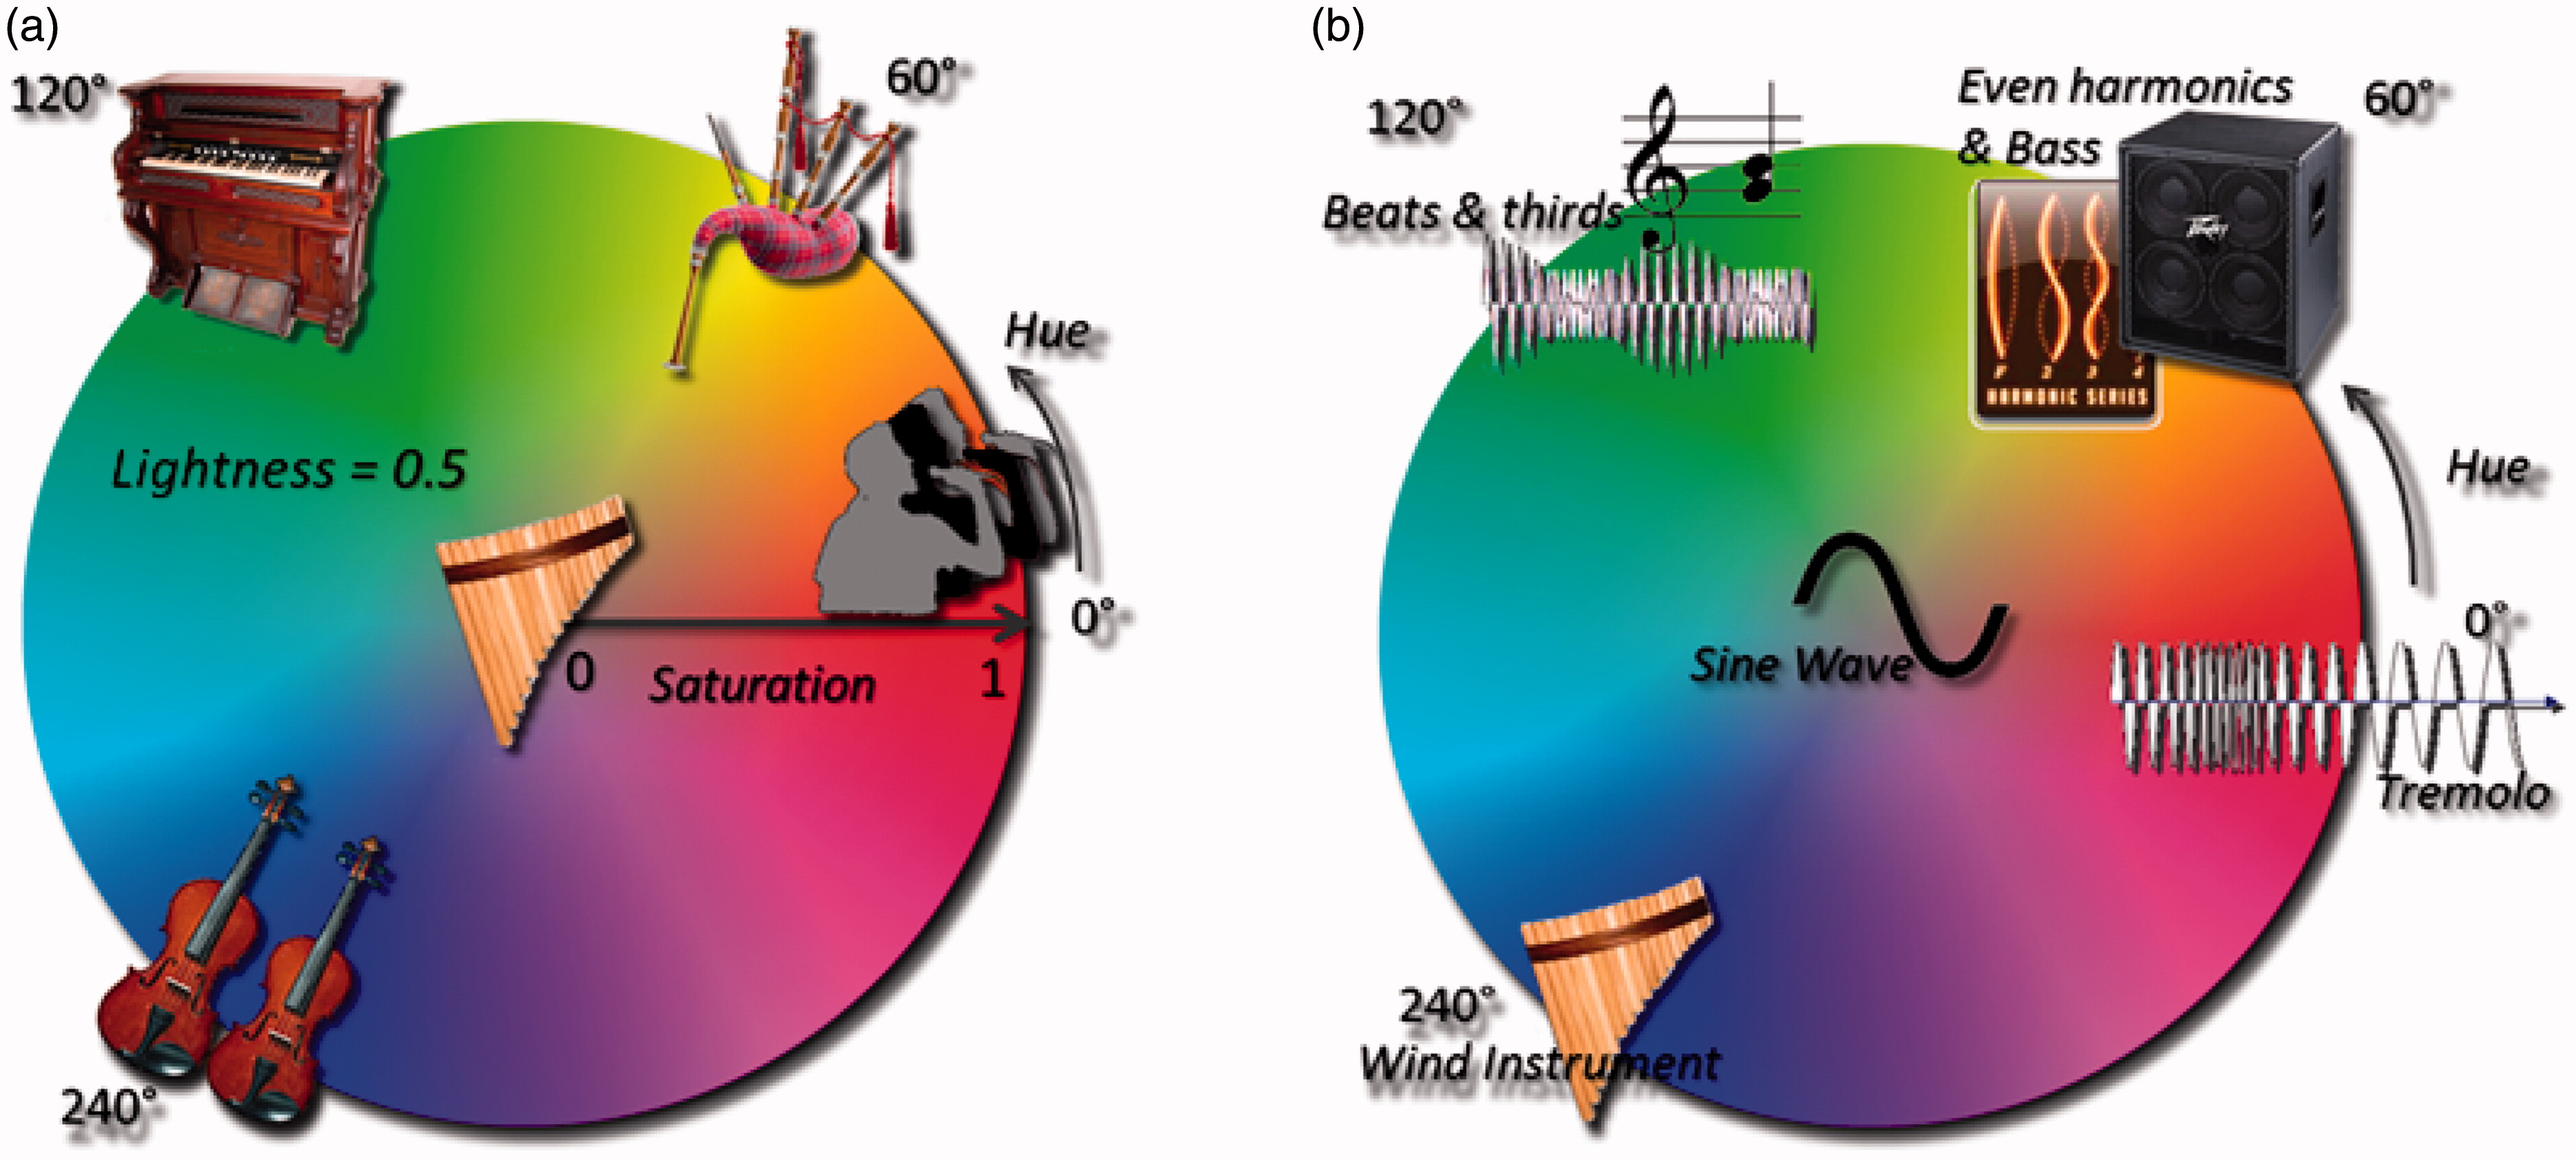 (a)
120°
60°
Hue
Lightness = 0.5
0°
0
Saturation
1
240°
(b)
Even harmonics
& Bass
60°
120°
Beats & thirds
Peavey
HARMONIC SERIES
Hue
0°
Sine Wave
Tremolo
240°
Wind Instrument